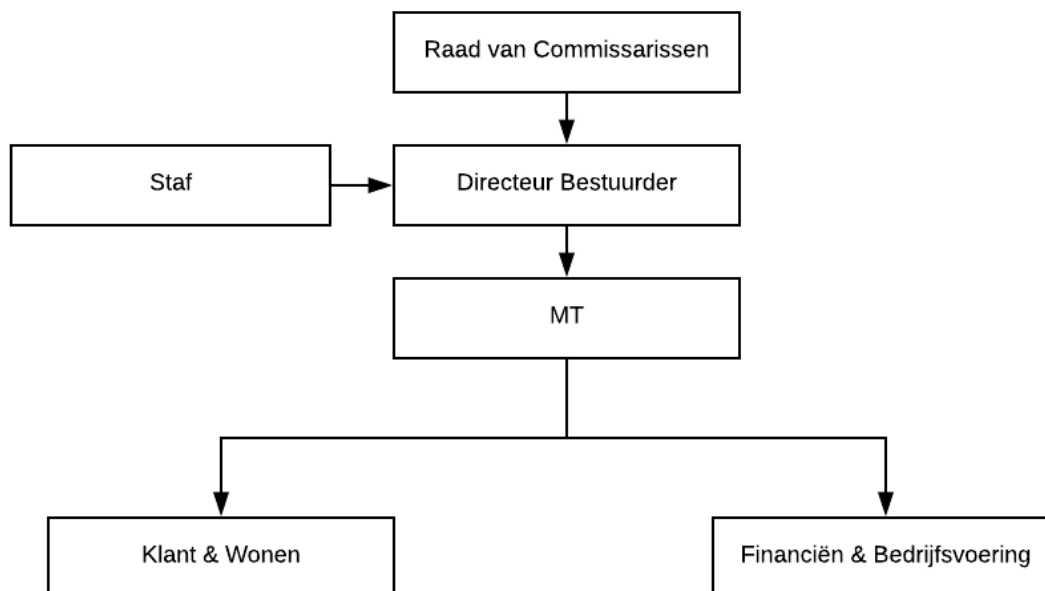 Raad van Commissarissen
Staf
Directeur Bestuurder
MT
Klant & Wonen
Financiën & Bedrijfsvoering